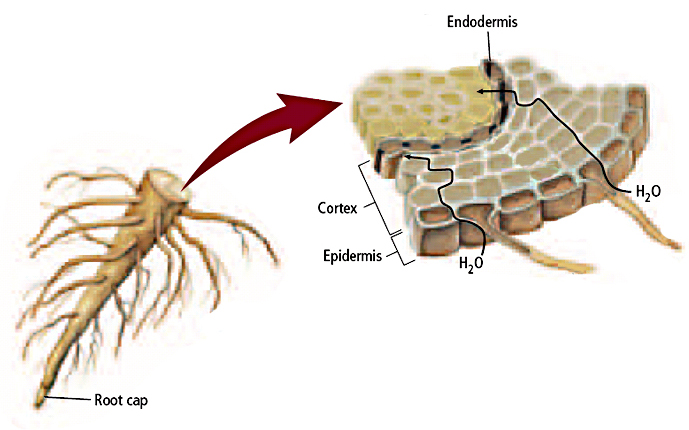 Endodermis
H₂O
Cortex
Epidermis
H₂O
Root cap